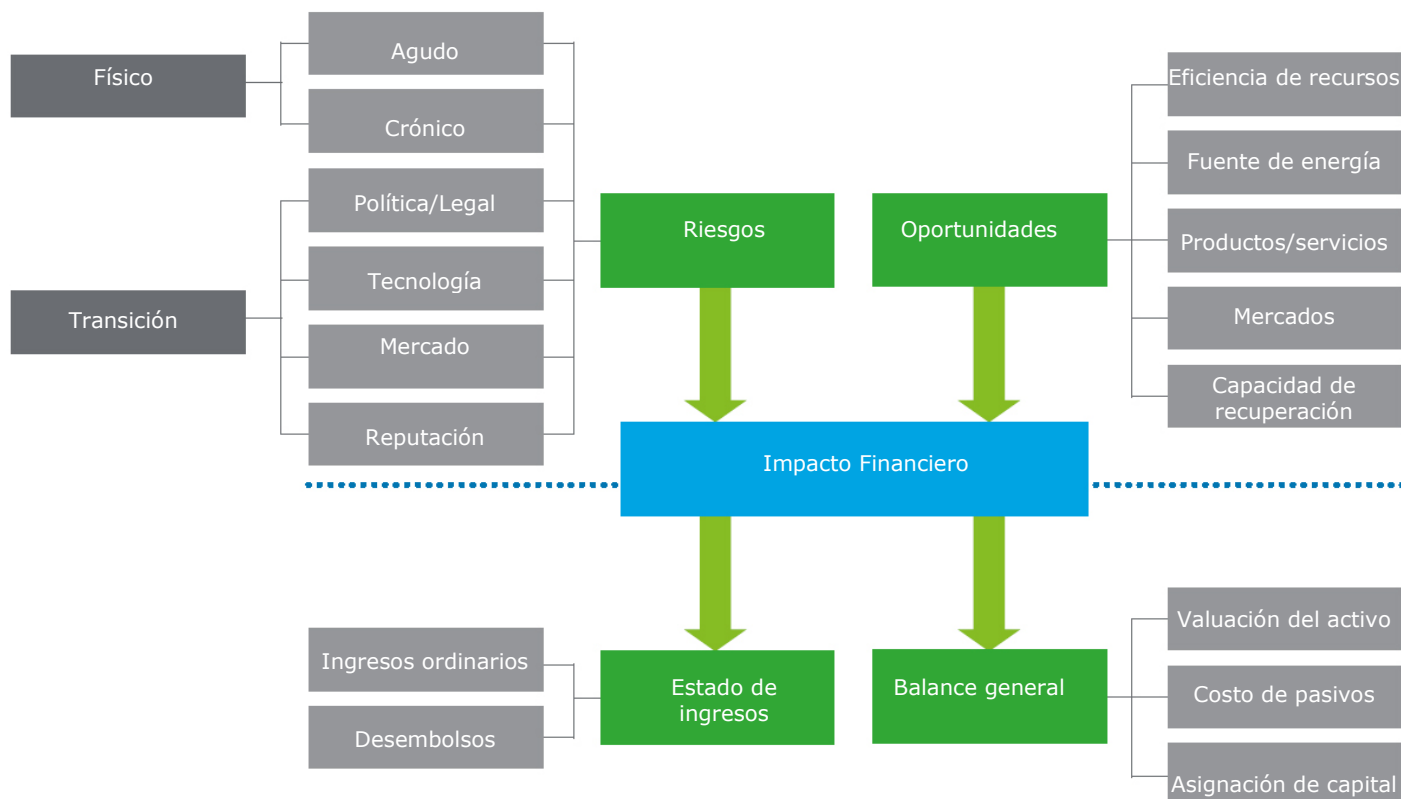 Físico
Agudo
Crónico
Transición
Política/Legal
Tecnología
Mercado
Reputación
Riesgos
Oportunidades
Eficiencia de recursos
Fuente de energía
Productos/servicios
Mercados
Capacidad de
recuperación
Impacto Financiero
Ingresos ordinarios
Desembolsos
Estado de
ingresos
Balance general
Valuación del activo
Costo de pasivos
Asignación de capital